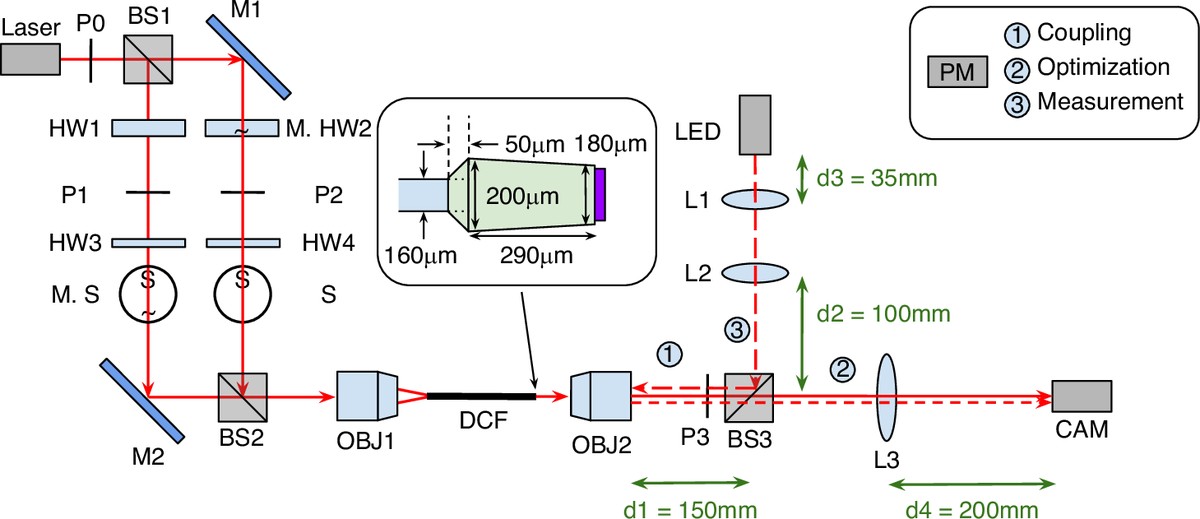 Laser
P0
BS1
M1
HW1
M. HW2
P1
P2
HW3
HW4
M. S
S
~
S
S
~
M2
BS2
OBJ1
DCF
50μm
180μm
200μm
160μm
290μm
LED
L1
L2
d3 = 35mm
d2 = 100mm
3
1
2
OBJ2
P3
BS3
L3
CAM
d1 = 150mm
d4 = 200mm
PM
1 Coupling
2 Optimization
3 Measurement